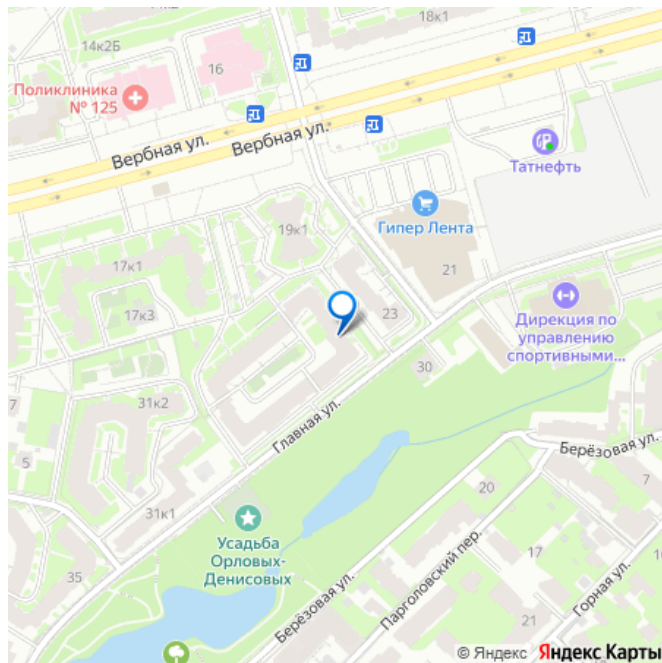 18к1
14к2Б
16
Поликлиника
№ 125
Вербная ул.
Вербная ул.
Татнефть
19к1
Гипер Лента
17к1
21
17к3
23
Дирекция по
управлению
спортивными...
30
31к2
7
Главная ул.
Берёзовая ул.
5
20
7
31к1
Усадьба
Орловых-
Денисовых
17
Парголовский пер.
35
Берёзовая ул.
Горная ул.
21
© Яндекс Яндекс Карты